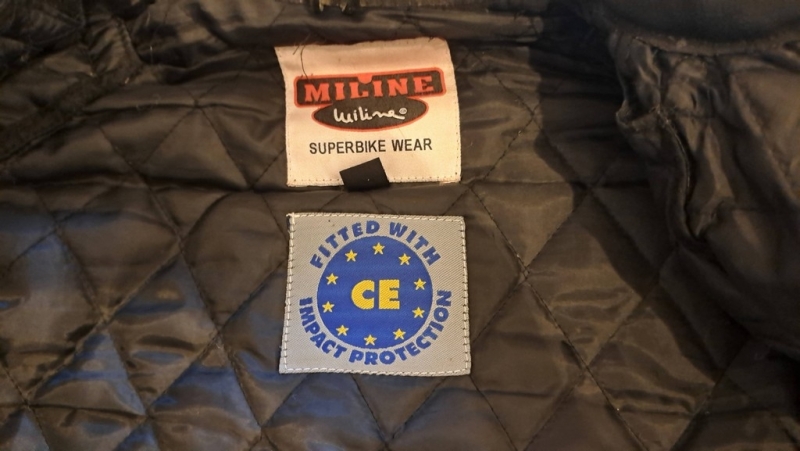 MILINE
Miline®
SUPERBIKE WEAR
FITTED WITH
CE
IMPACT PROTECTION